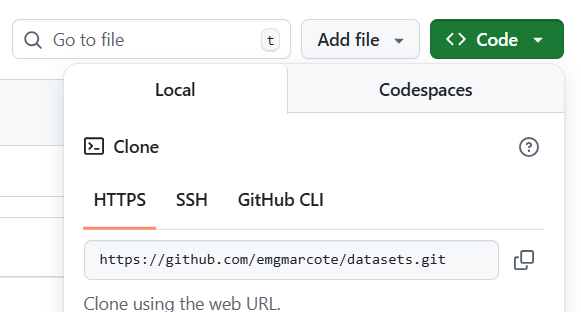 Go to file t Add file <> Code
Local Codespaces
Clone
HTTPS SSH GitHub CLI
https://github.com/emgmarcote/datasets.git
Clone using the web URL.